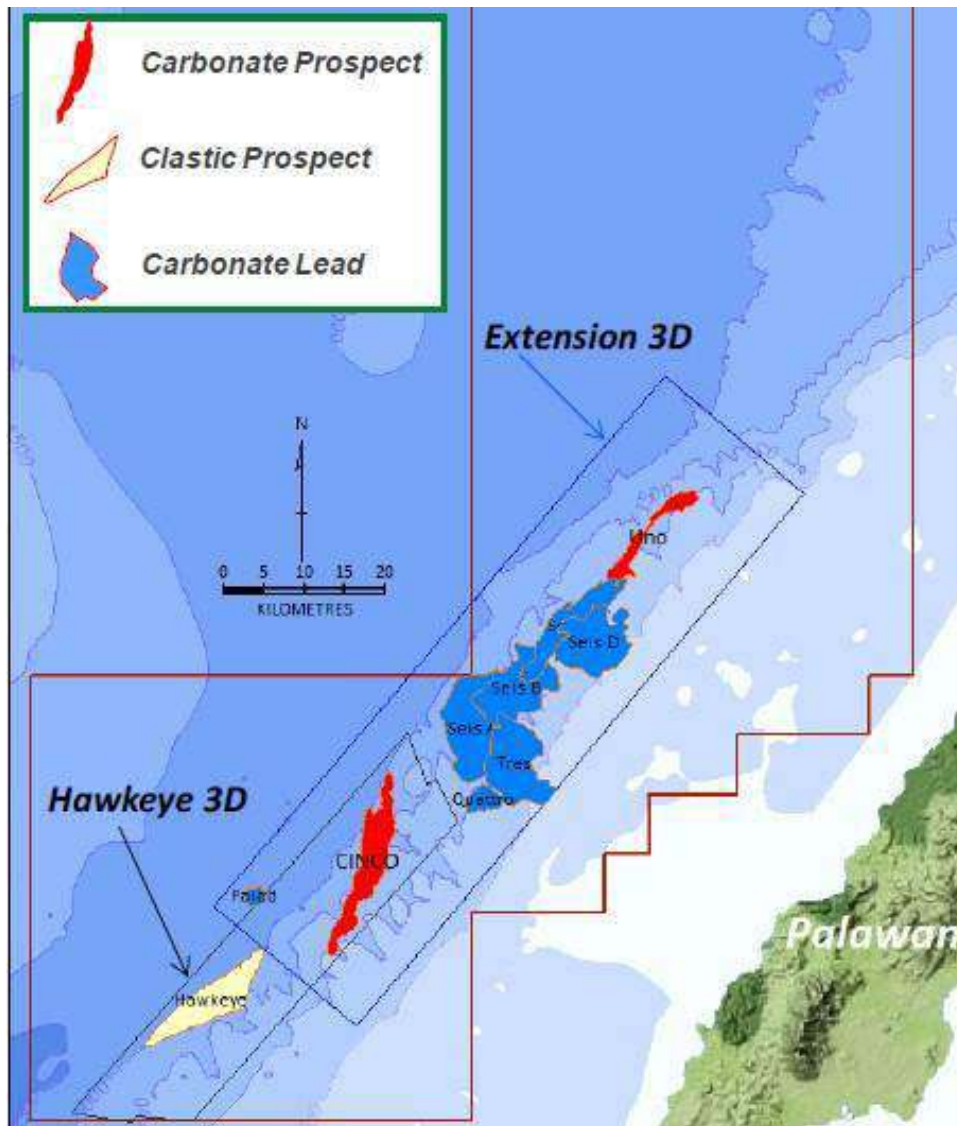 Carbonate Prospect
Clastic Prospect
Carbonate Lead
Extension 3D
N
0 5 10 15 20
KILOMETRES
Uno
Seis D
Seis B
Seis A
Tres
Quattro
Hawkeye 3D
CINCO
Palawan
Hawkeye